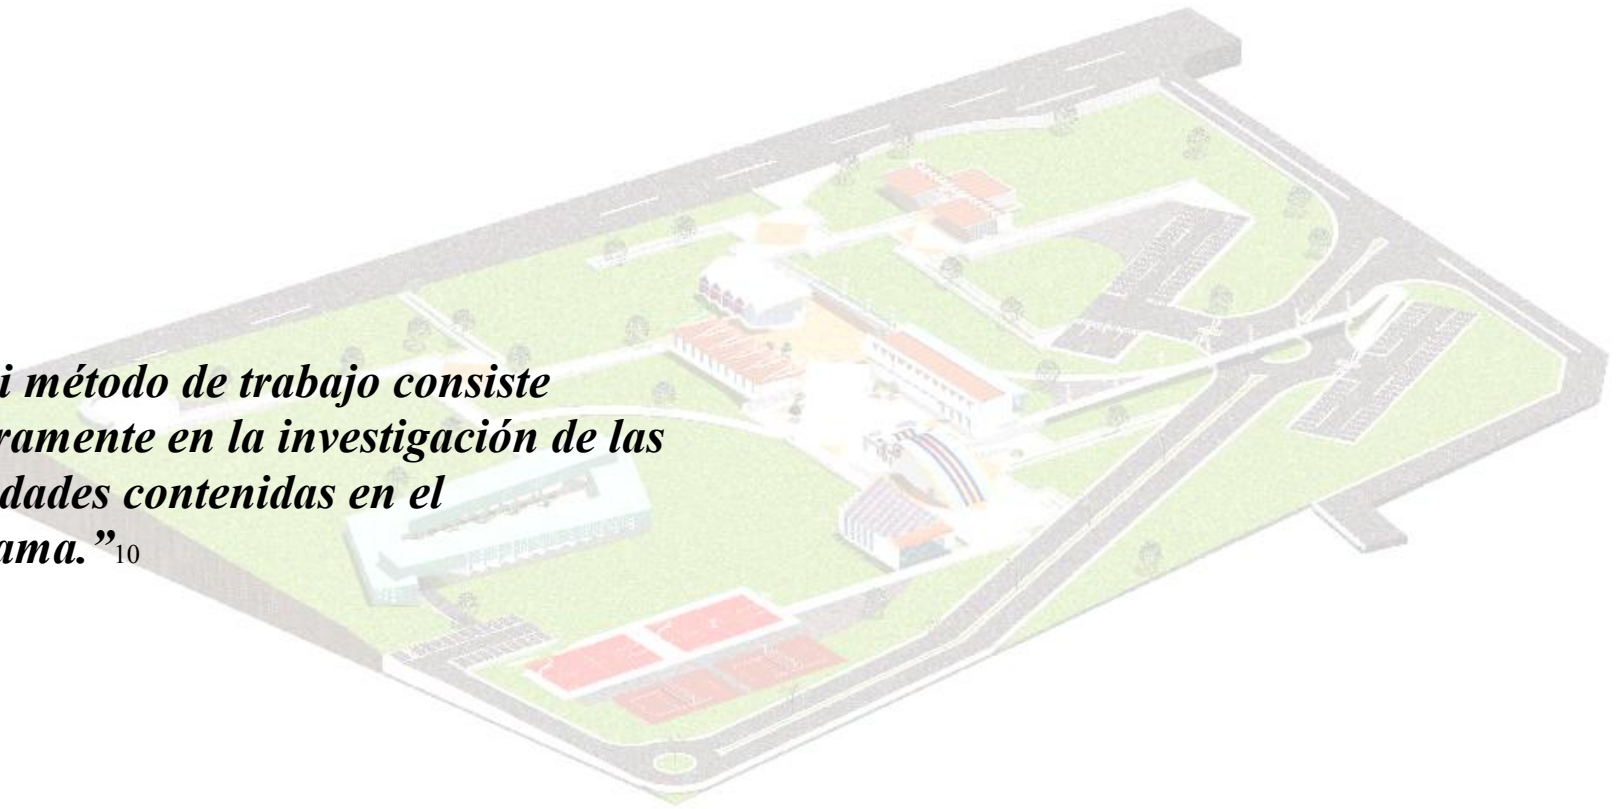 i método de trabajo consiste
ramente en la investigación de las
dades contenidas en el
ama.”10